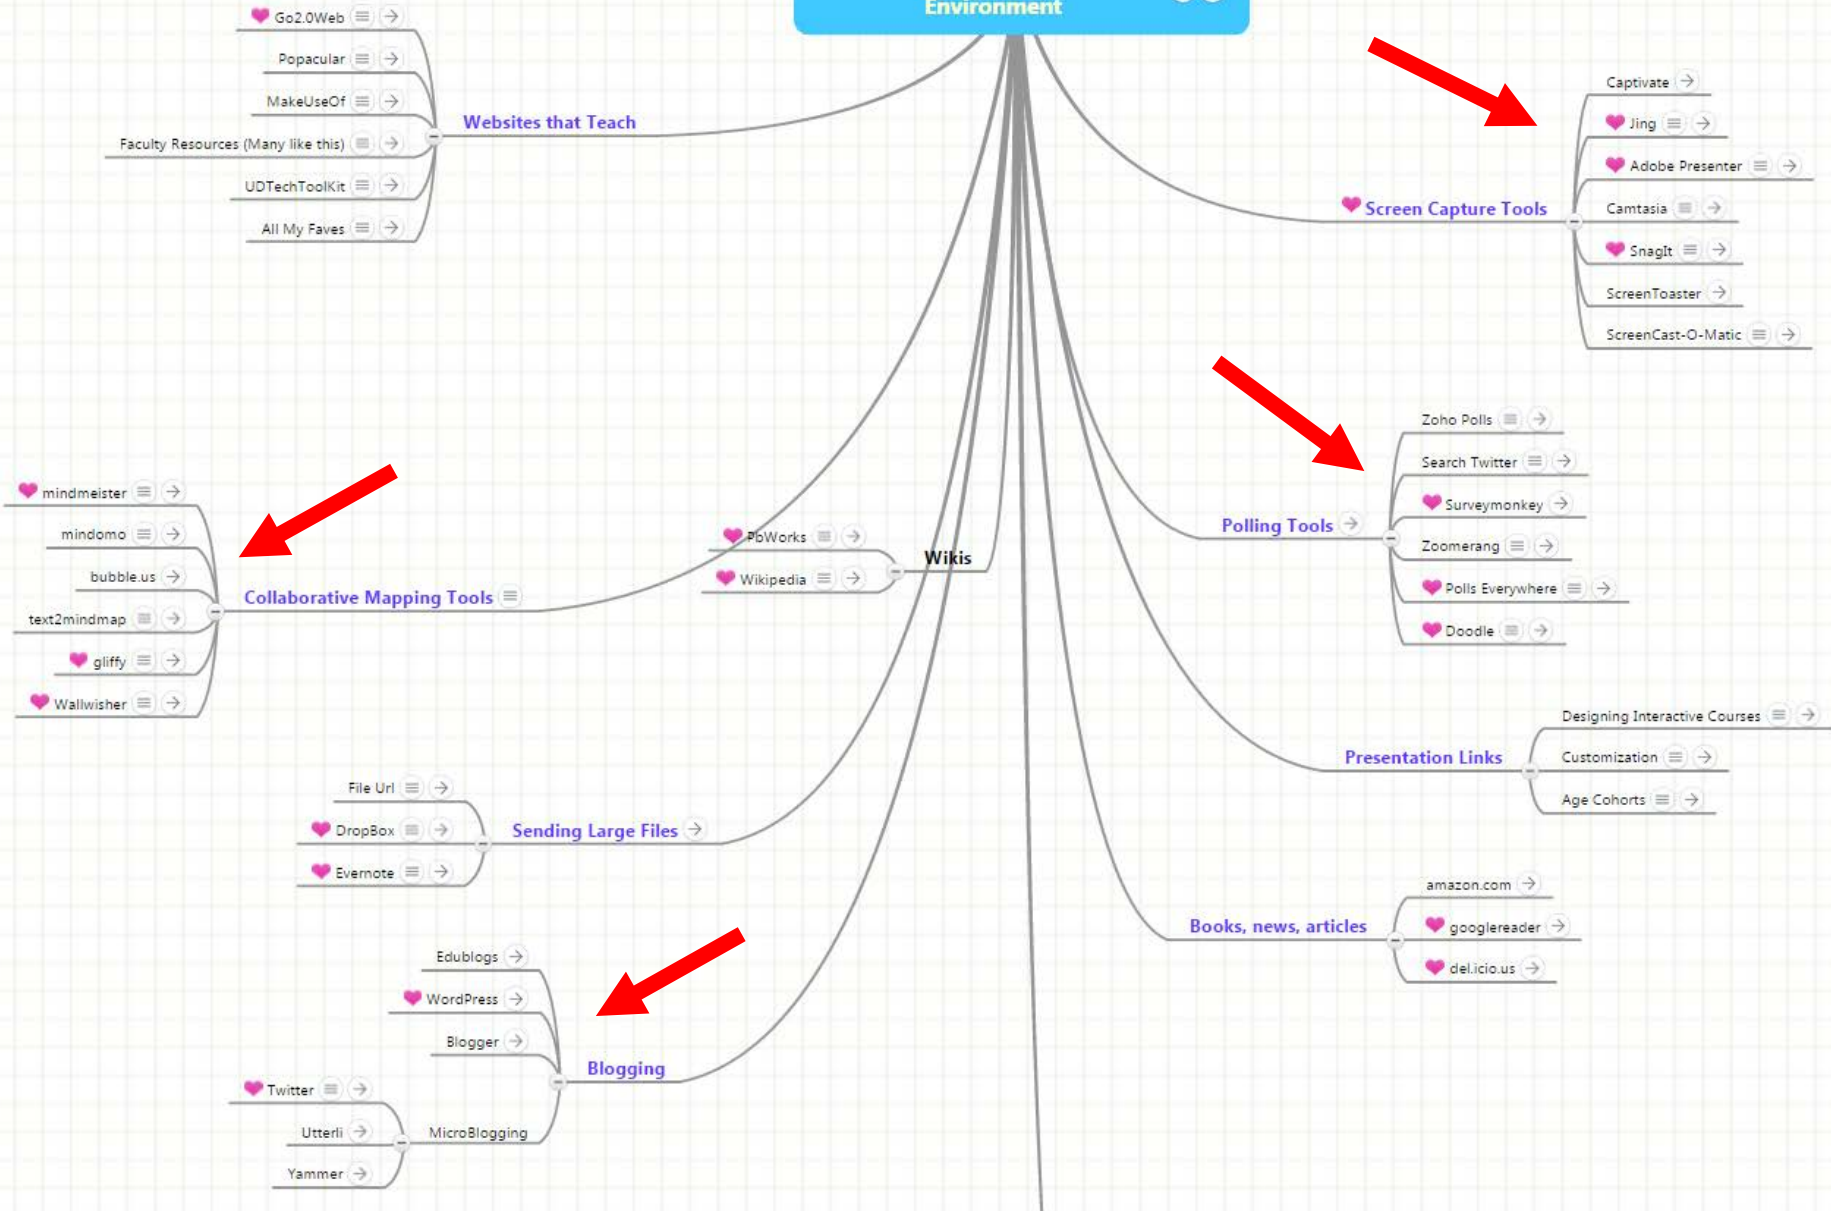 Environment
Go2.0Web
Popacular
MakeUseOf
Faculty Resources (Many like this)
UDTechToolKit
All My Faves
Websites that Teach
Captivate
Jing
Adobe Presenter
Camtasia
SnagIt
ScreenToaster
ScreenCast-O-Matic
Screen Capture Tools
mindmeister
mindomo
bubble.us
text2mindmap
gliffy
Wallwisher
Collaborative Mapping Tools
PbWorks
Wikipedia
Wikis
Zoho Polls
Search Twitter
Surveymonkey
Zoomerang
Polls Everywhere
Doodle
Polling Tools
Designing Interactive Courses
Customization
Age Cohorts
Presentation Links
File Url
DropBox
Evernote
Sending Large Files
amazon.com
googlereader
del.icio.us
Books, news, articles
Edublogs
WordPress
Blogger
MicroBlogging
Blogging
Twitter
Utterli
Yammer